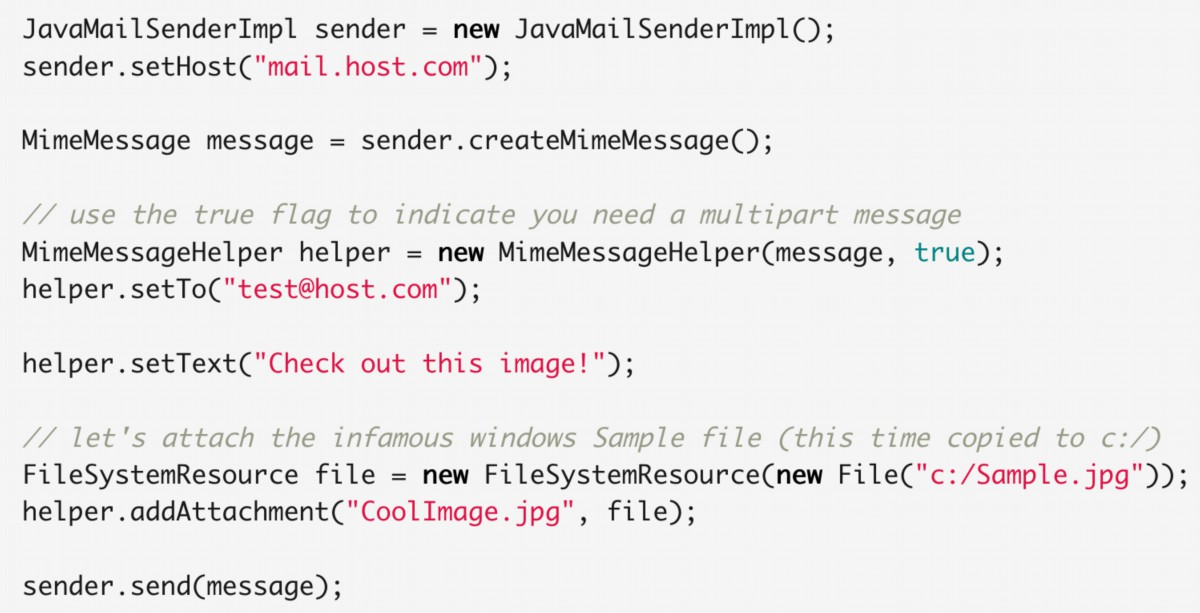 JavaMailSenderImpl sender = new JavaMailSenderImpl();
sender.setHost("mail.host.com");
MimeMessage message = sender.createMimeMessage();
// use the true flag to indicate you need a multipart message
MimeMessageHelper helper = new MimeMessageHelper(message, true);
helper.setTo("test@host.com");
helper.setText("Check out this image!");
// let's attach the infamous windows Sample file (this time copied to c:/)
FileSystemResource file = new FileSystemResource(new File("c:/Sample.jpg"));
helper.addAttachment("CoolImage.jpg", file);
sender.send(message);